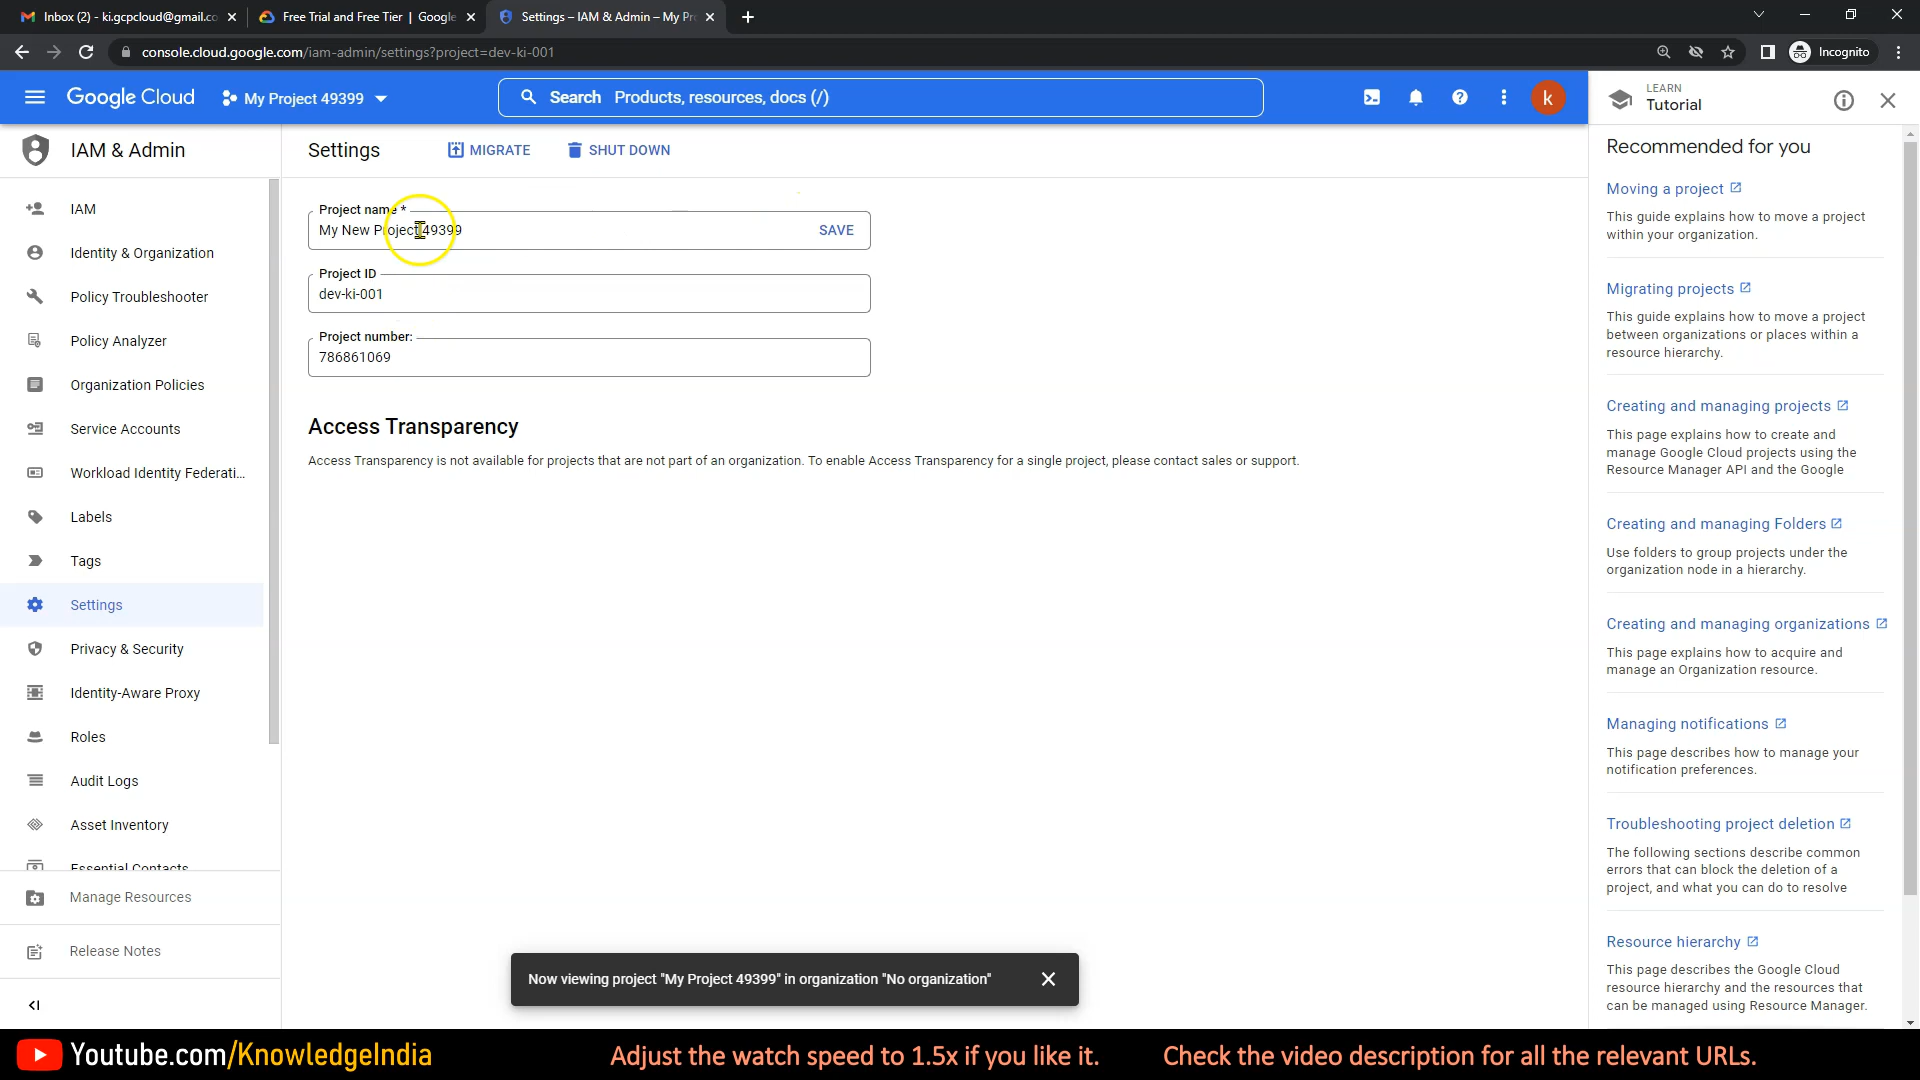 Inbox (2) - ki.gcpcloud@gmail.co
Free Trial and Free Tier | Google
Settings – IAM & Admin – My Pr
console.cloud.google.com/iam-admin/settings?project=dev-ki-001
Incognito
Google Cloud
My Project 49399
Search Products, resources, docs (/)
k
LEARN
Tutorial
IAM & Admin
Settings
MIGRATE
SHUT DOWN
IAM
Identity & Organization
Policy Troubleshooter
Policy Analyzer
Organization Policies
Service Accounts
Workload Identity Federati...
Labels
Tags
Settings
Privacy & Security
Identity-Aware Proxy
Roles
Audit Logs
Asset Inventory
Essential Contacts
Manage Resources
Release Notes
Project name *
My New Project 49399
SAVE
Project ID
dev-ki-001
Project number:
786861069
Access Transparency
Access Transparency is not available for projects that are not part of an organization. To enable Access Transparency for a single project, please contact sales or support.
Now viewing project "My Project 49399" in organization "No organization"
Recommended for you
Moving a project
This guide explains how to move a project
within your organization.
Migrating projects
This guide explains how to move a project
between organizations or places within a
resource hierarchy.
Creating and managing projects
This page explains how to create and
manage Google Cloud projects using the
Resource Manager API and the Google
Creating and managing Folders
Use folders to group projects under the
organization node in a hierarchy.
Creating and managing organizations
This page explains how to acquire and
manage an Organization resource.
Managing notifications
This page describes how to manage your
notification preferences.
Troubleshooting project deletion
The following sections describe common
errors that can block the deletion of a
project, and what you can do to resolve
Resource hierarchy
This page describes the Google Cloud
resource hierarchy and the resources that
can be managed using Resource Manager.
Youtube.com/KnowledgeIndia
Adjust the watch speed to 1.5x if you like it.
Check the video description for all the relevant URLs.